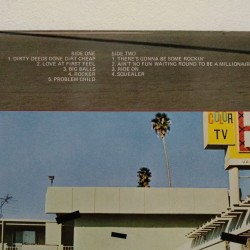 SIDE ONE
1. DIRTY DEEDS DONE DIRT CHEAP
2. LOVE AT FIRST FEEL
3. BIG BALLS
4. ROCKER
5. PROBLEM CHILD
SIDE TWO
1. THERE'S GONNA BE SOME ROCKIN'
2. AIN'T NO FUN WAITING ROUND TO BE A MILLIONAIR
3. RIDE ON
4. SQUEALER
COLOR
TV